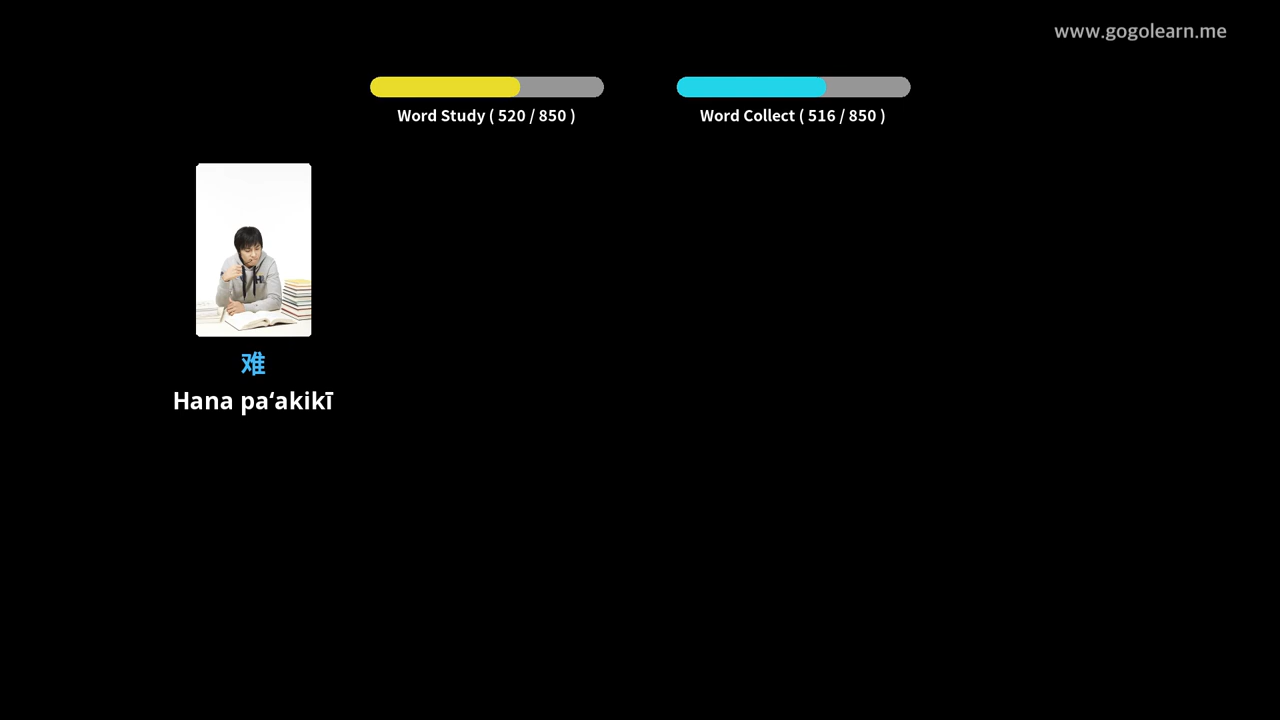 www.gogolearn.me
Word Study ( 520 / 850 )
Word Collect ( 516 / 850 )
难
Hana paʻakikī